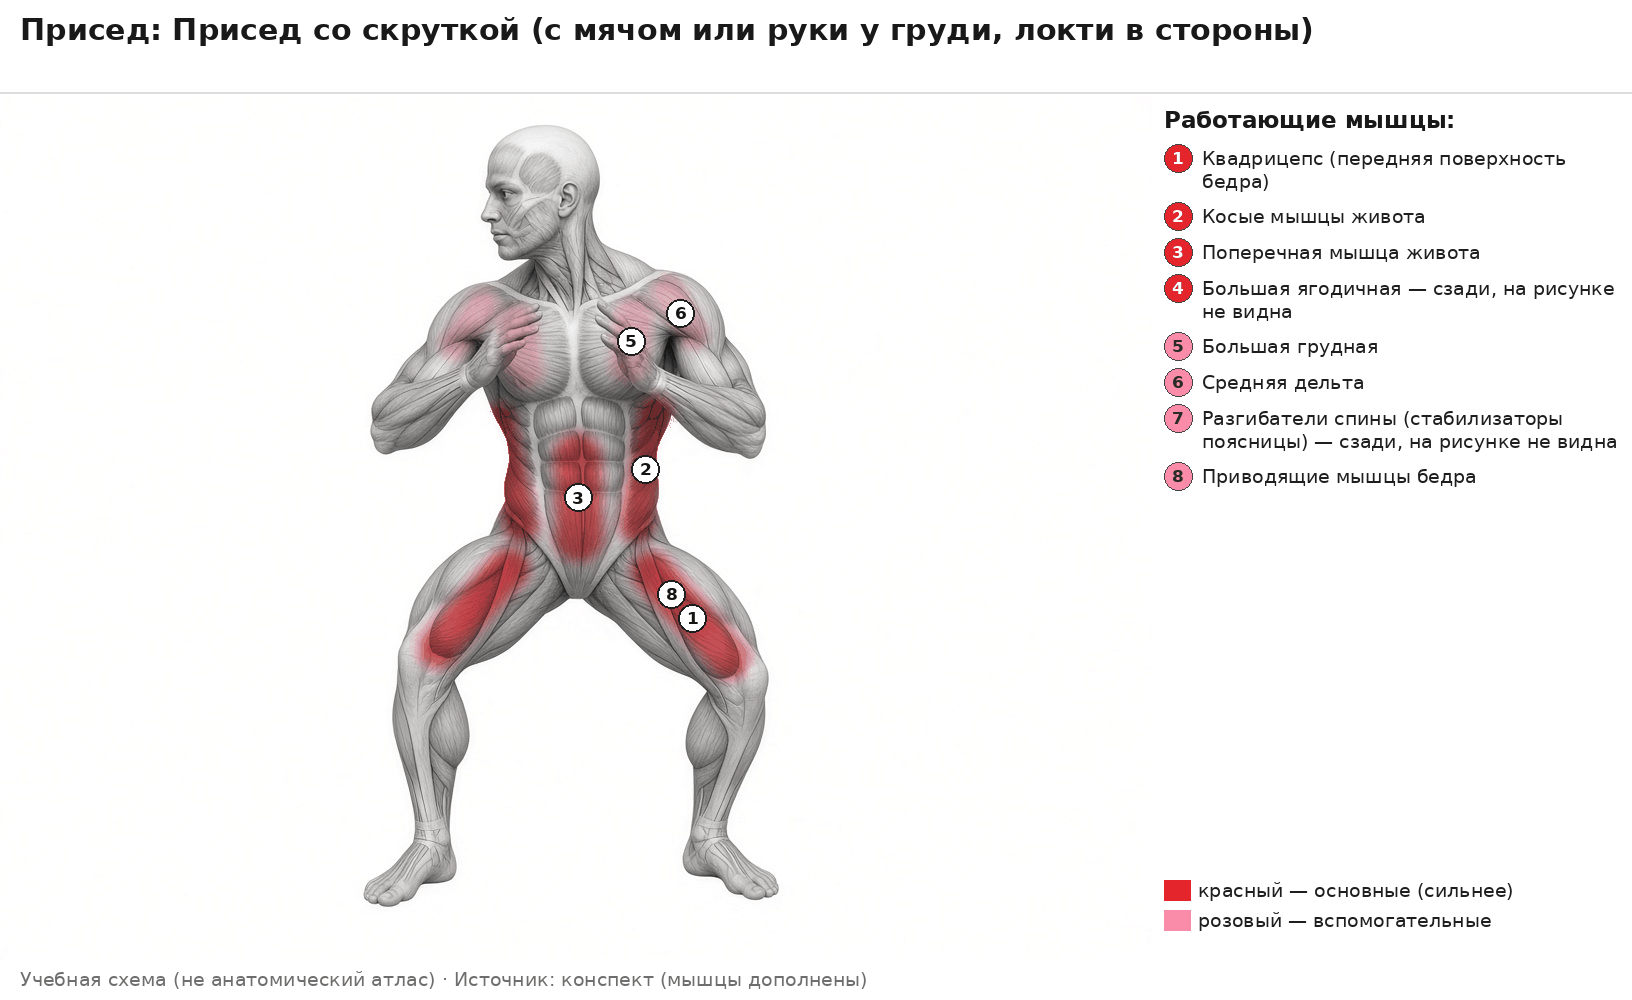 Присед: Присед со скруткой (с мячом или руки у груди, локти в стороны)
Работающие мышцы:
1 Квадрицепс (передняя поверхность
бедра)
2 Косые мышцы живота
3 Поперечная мышца живота
4 Большая ягодичная — сзади, на рисунке
не видна
5 Большая грудная
6 Средняя дельта
7 Разгибатели спины (стабилизаторы
поясницы) — сзади, на рисунке не видна
8 Приводящие мышцы бедра
6
5
2
3
8
1
красный — основные (сильнее)
розовый — вспомогательные
Учебная схема (не анатомический атлас) · Источник: конспект (мышцы дополнены)